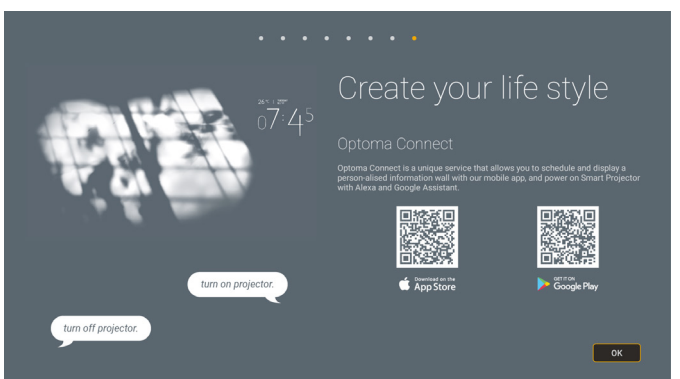 Create your life style
26°C | 27°
07:45
Optoma Connect
Optoma Connect is a unique service that allows you to schedule and display a
person-alised information wall with our mobile app, and power on Smart Projector
with Alexa and Google Assistant.
Download on the
App Store
GET IT ON
Google Play
turn on projector.
turn off projector.
OK